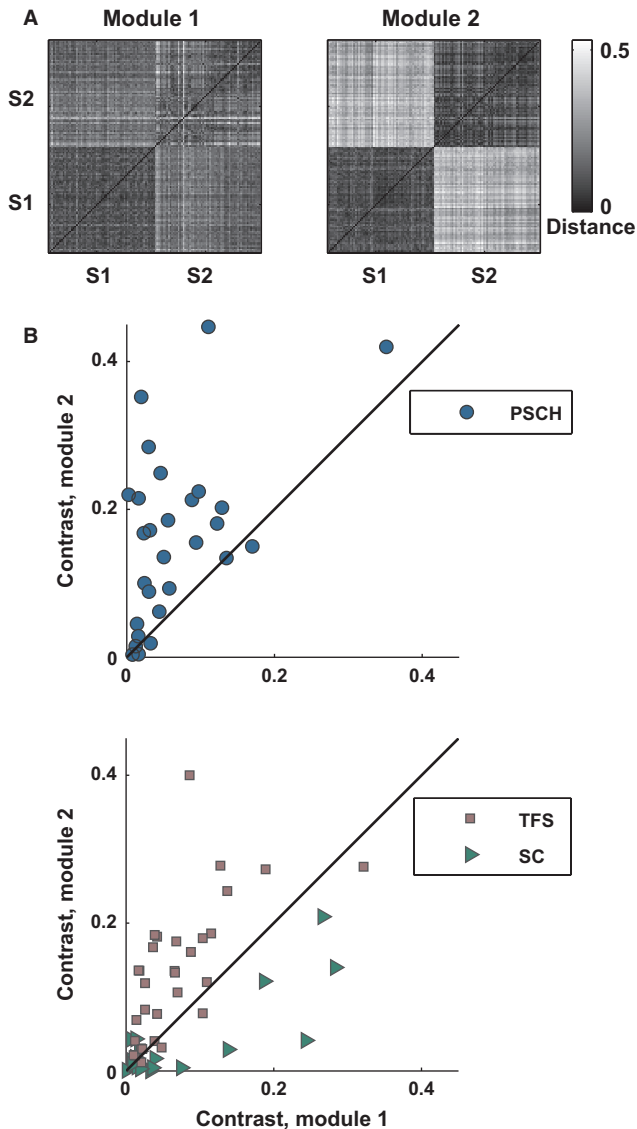 A
Module 1
Module 2
S2
S1
S1
S2
S1
S2
0.5
0
Distance
B
Contrast, module 2
0.4
0.2
0
0
0.2
0.4
PSCH
Contrast, module 2
0.4
0.2
0
0
0.2
0.4
TFS
SC
Contrast, module 1